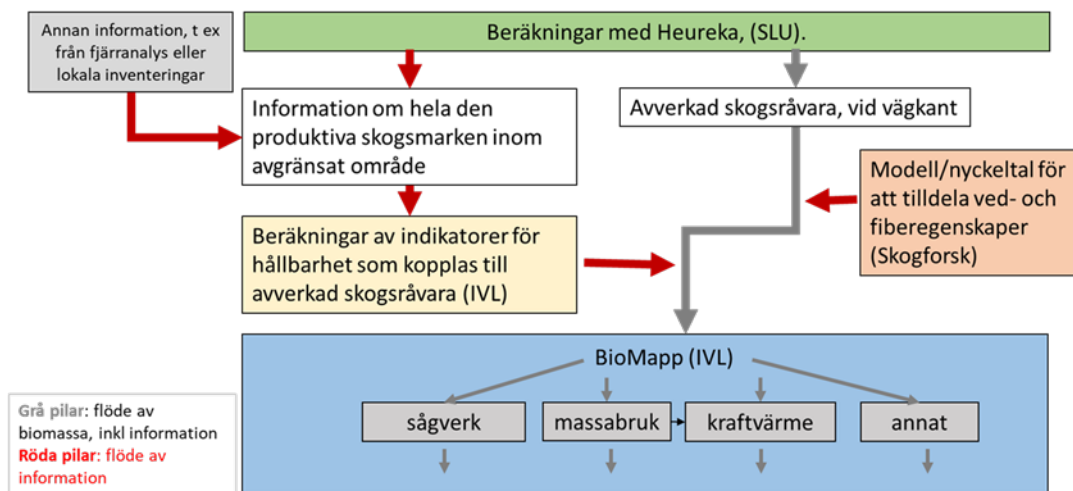 Annan information, t ex
från fjärranalys eller
lokala inventeringar
Beräkningar med Heureka, (SLU).
Information om hela den
produktiva skogsmarken inom
avgränsat område
Avverkad skogsråvara, vid vägkant
Modell/nyckeltal för
att tilldela ved- och
fiberegenskaper
(Skogforsk)
Beräkningar av indikatorer för
hållbarhet som kopplas till
avverkad skogsråvara (IVL)
BioMapp (IVL)
sågverk
massabruk
kraftvärme
annat
Grå pilar: flöde av
biomassa, inkl information
Röda pilar: flöde av
information